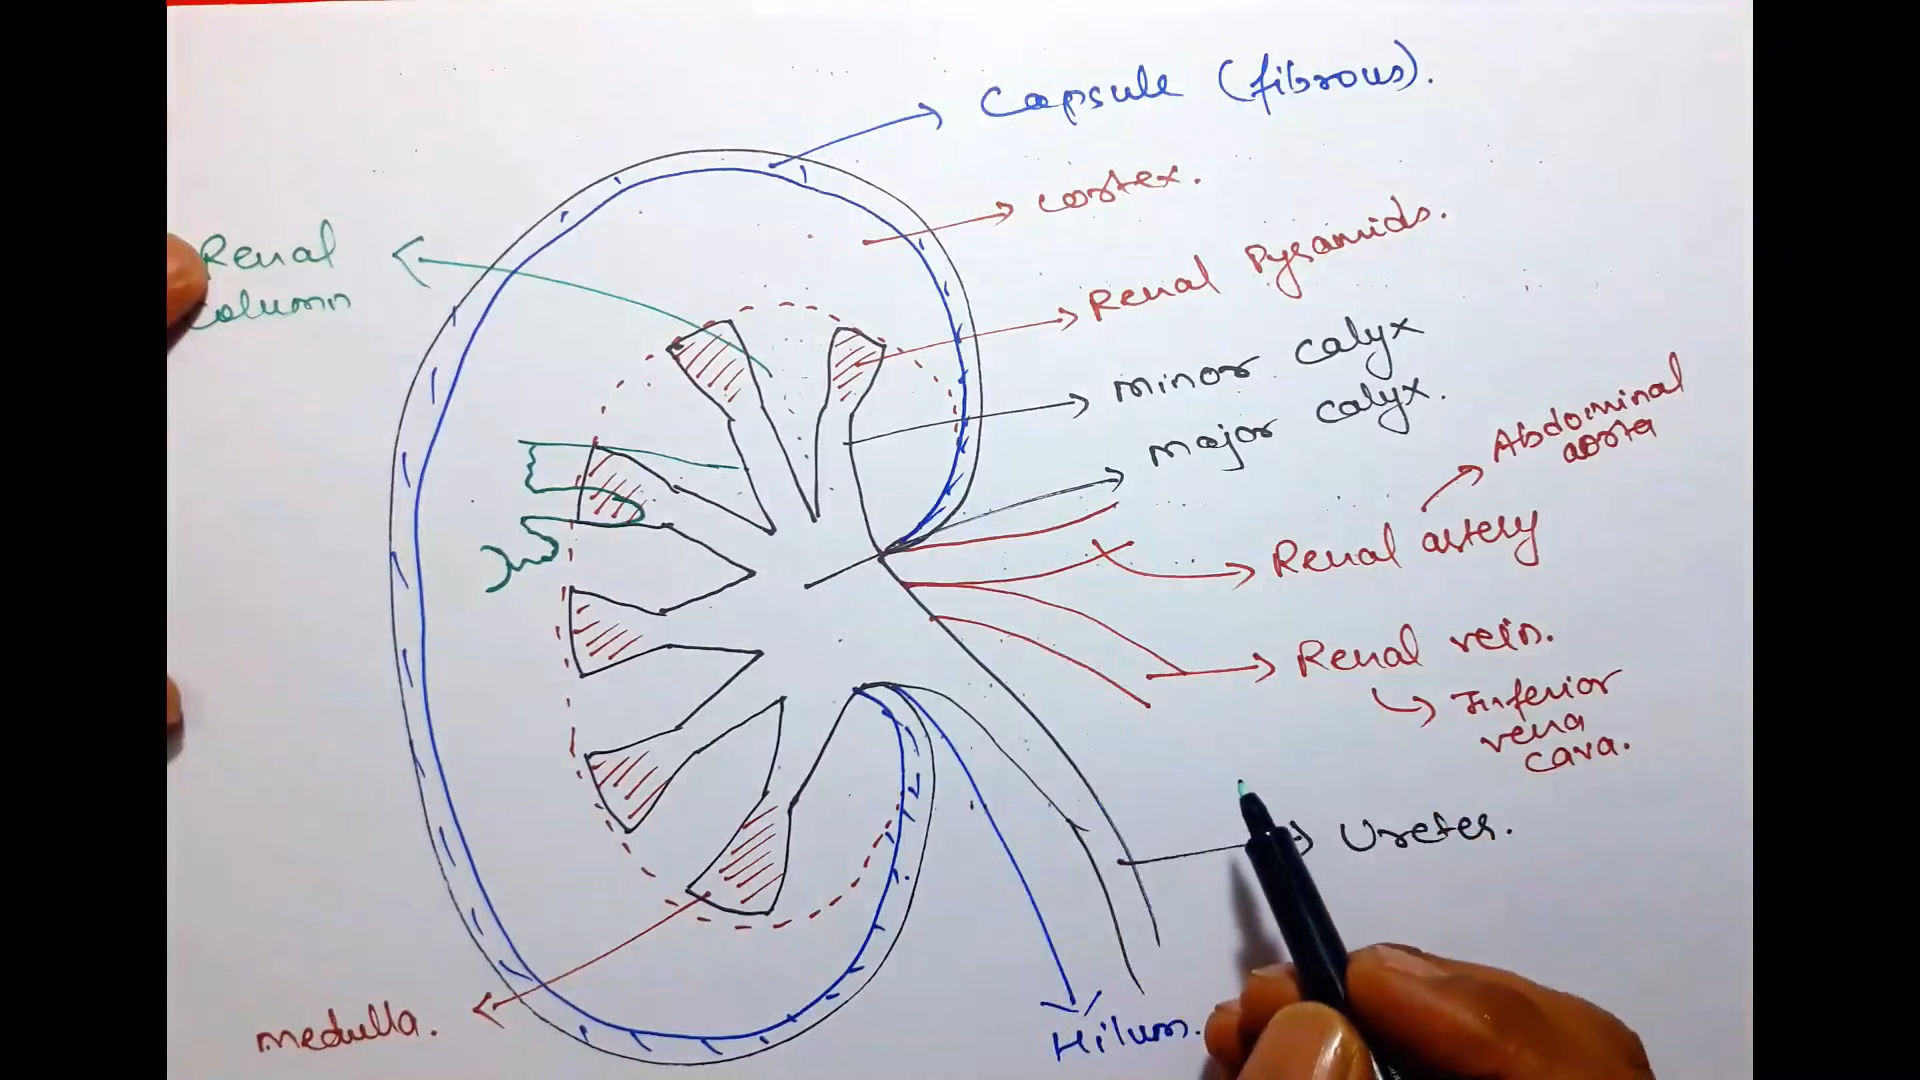 Capsule (fibrous).
cortex.
Renal Pyramids.
Renal
column
minor calyx
major calyx.
Abdominal
aorta
Renal artery
Renal vein.
Inferior
vena
cava.
Ureter.
medulla.
Hilum.